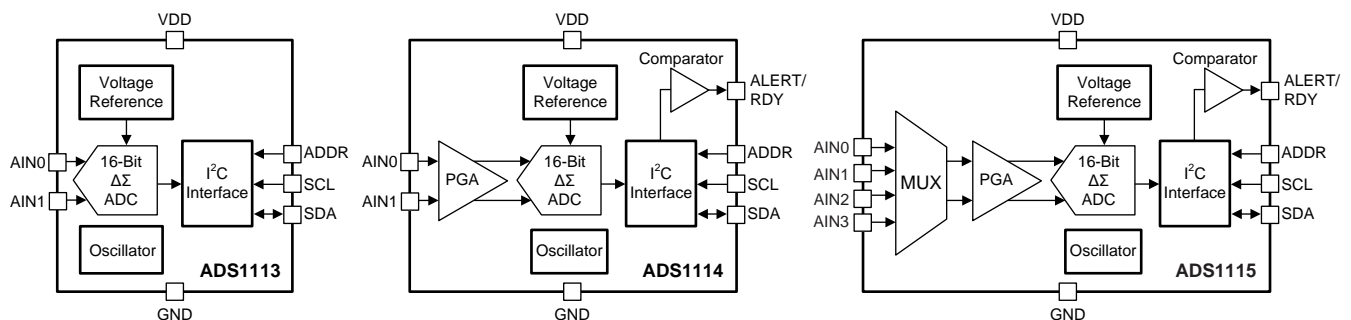 VDD
Voltage
Reference
AIN0
AIN1
16-Bit
ΔΣ
ADC
I²C
Interface
ADDR
SCL
SDA
Oscillator
ADS1113
GND
VDD
Comparator
ALERT/
RDY
Voltage
Reference
AIN0
AIN1
PGA
16-Bit
ΔΣ
ADC
I²C
Interface
ADDR
SCL
SDA
Oscillator
ADS1114
GND
VDD
Comparator
ALERT/
RDY
Voltage
Reference
AIN0
AIN1
AIN2
AIN3
MUX
PGA
16-Bit
ΔΣ
ADC
I²C
Interface
ADDR
SCL
SDA
Oscillator
ADS1115
GND